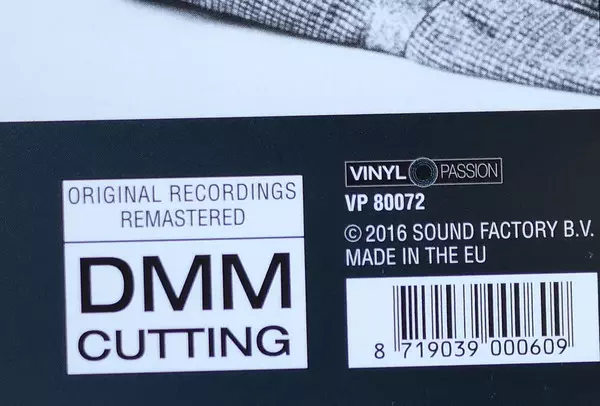 ORIGINAL RECORDINGS
REMASTERED
DMM
CUTTING
VINYL PASSION
VP 80072
© 2016 SOUND FACTORY B.V.
MADE IN THE EU
8 719039 000609